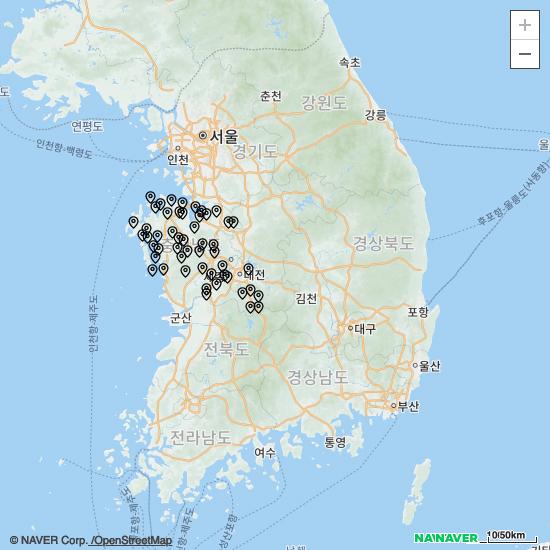 +
−
속초
춘천
강원도
강릉
도
연평도
서울
인천
경기도
인천항-백령도
울
후포항-울릉도(사동항)
경상북도
대전
김천
포항
인천항-제주도
군산
대구
전북도
울산
경상남도
부산
전라남도
여수
통영
© NAVER Corp. /OpenStreetMap
NAVER
10/50km